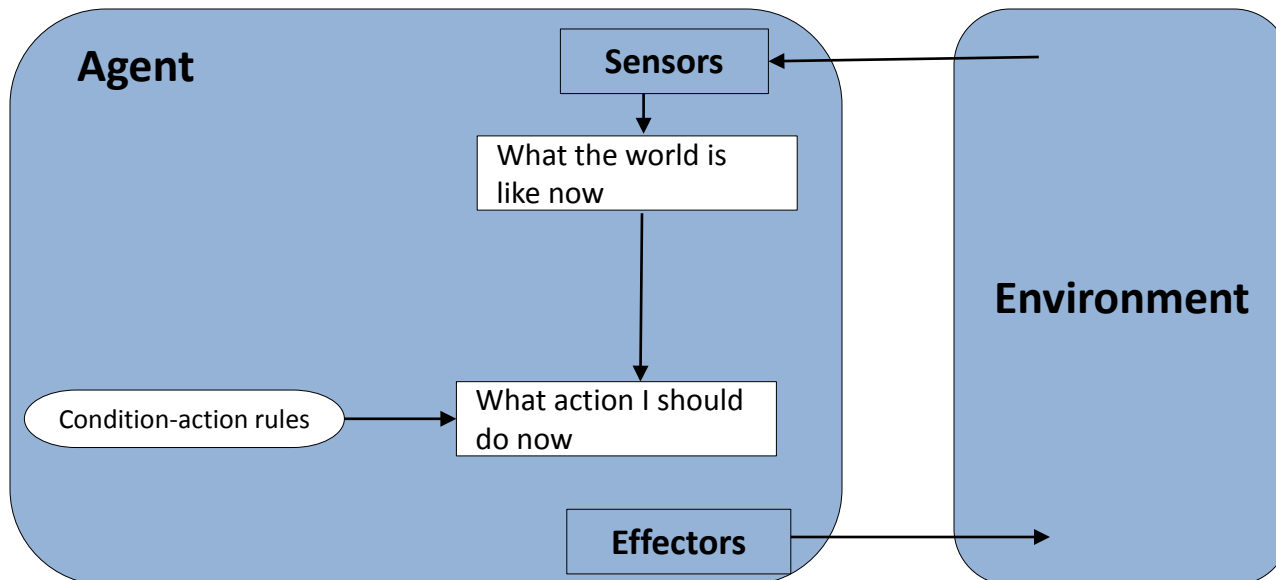 Agent
Sensors
What the world is
like now
Environment
Condition-action rules
What action I should
do now
Effectors